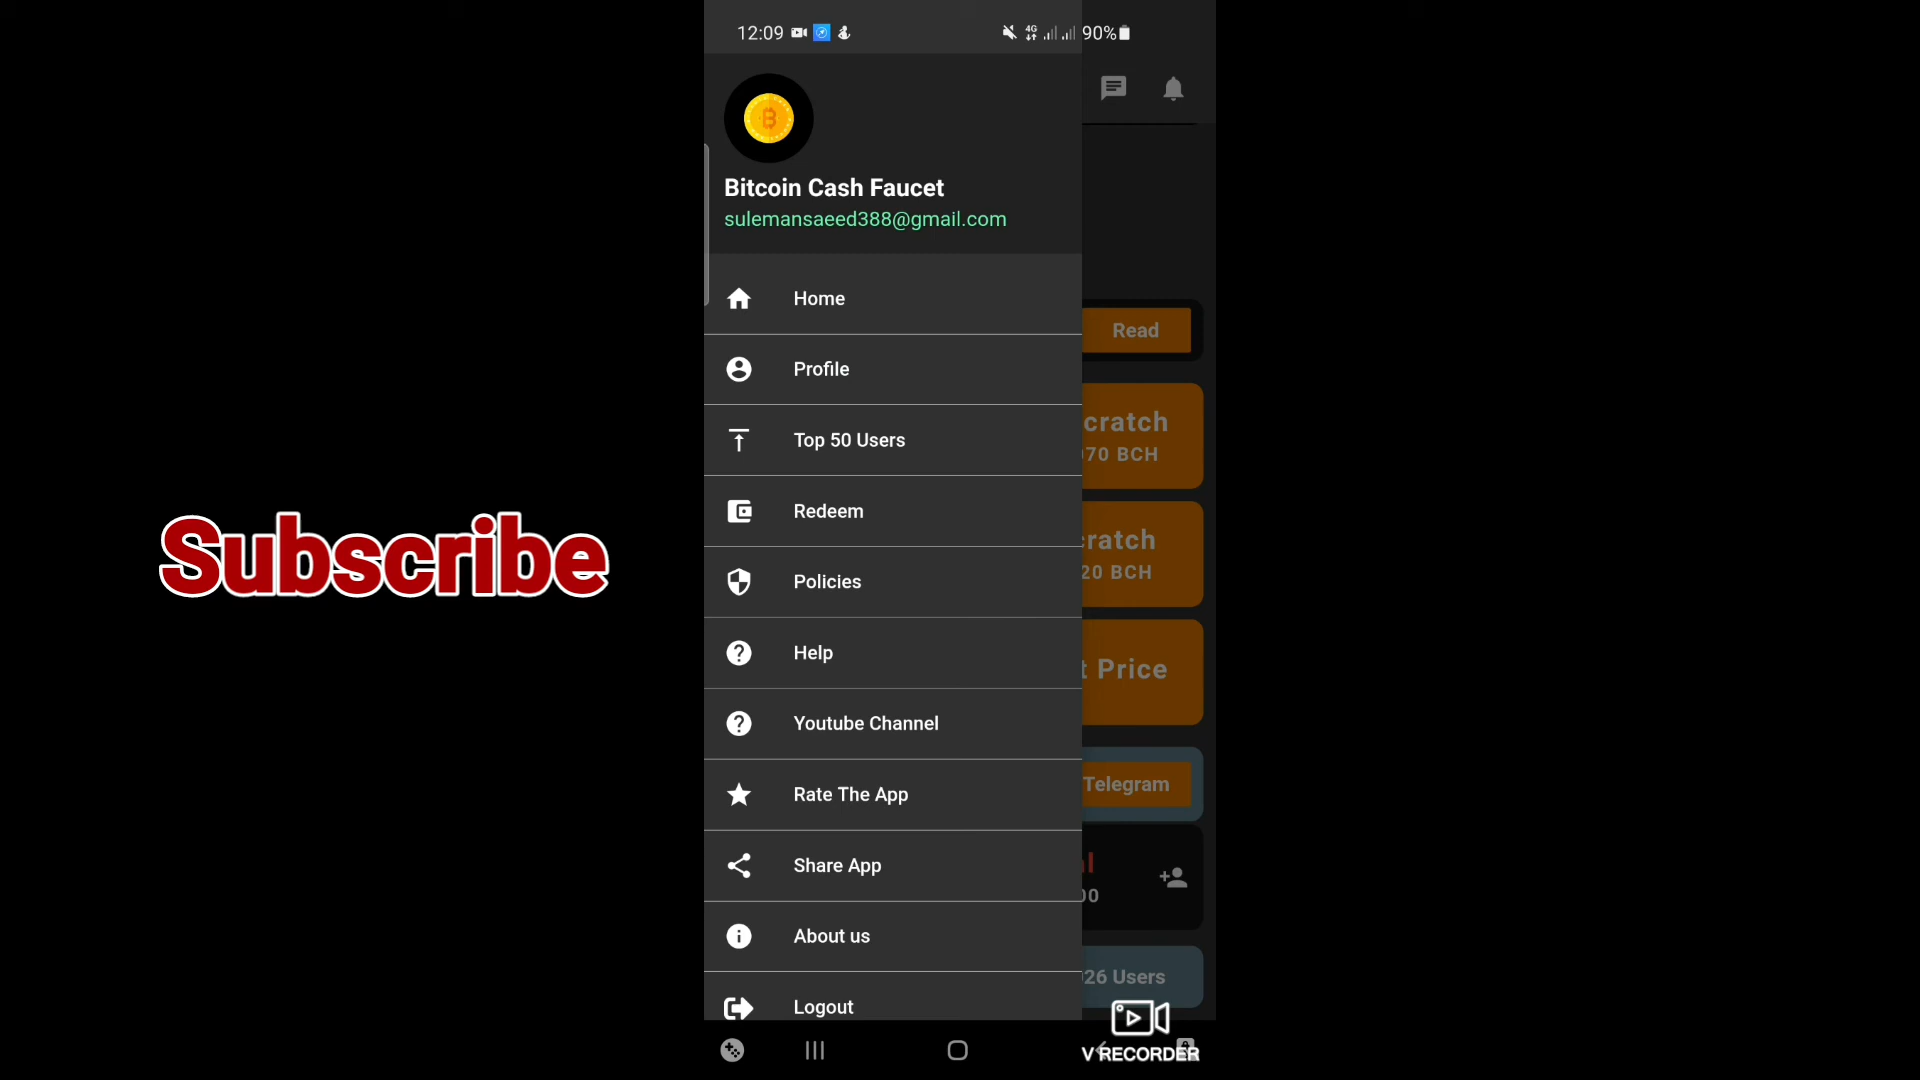 12:09
4G
90%
Bitcoin Cash Faucet
sulemansaeed388@gmail.com
Home
Profile
Top 50 Users
Redeem
Policies
Help
Youtube Channel
Rate The App
Share App
About us
Logout
Read
cratch
70 BCH
ratch
20 BCH
t Price
Telegram
l
00
26 Users
Subscribe
V RECORDER